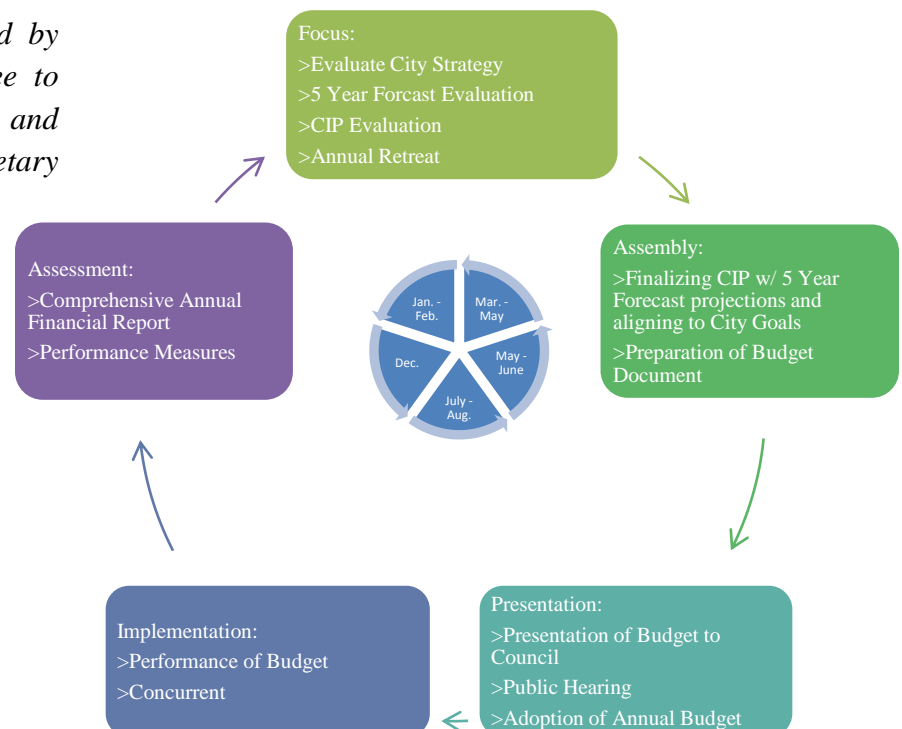 d by
ee to
and
etary
Focus:
>Evaluate City Strategy
>5 Year Forcast Evaluation
>CIP Evaluation
>Annual Retreat
Assembly:
>Finalizing CIP w/ 5 Year
Forecast projections and
aligning to City Goals
>Preparation of Budget
Document
Presentation:
>Presentation of Budget to
Council
>Public Hearing
>Adoption of Annual Budget
Implementation:
>Performance of Budget
>Concurrent
Assessment:
>Comprehensive Annual
Financial Report
>Performance Measures
Jan. -
Feb.
Mar. -
May
May -
June
July -
Aug.
Dec.